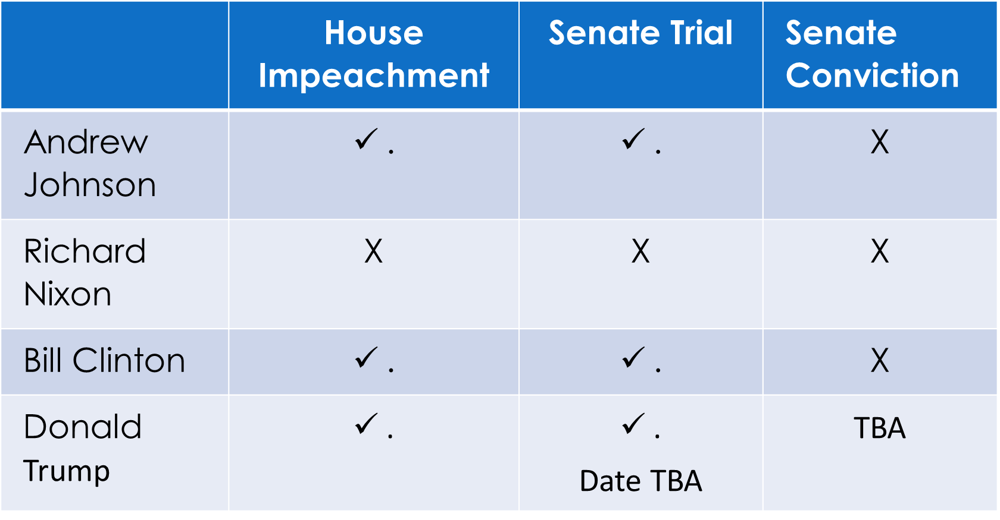 House Impeachment
Senate Trial
Senate Conviction
Andrew Johnson
✓ .
✓ .
X
Richard Nixon
X
X
X
Bill Clinton
✓ .
✓ .
X
Donald Trump
✓ .
✓ .
Date TBA
TBA